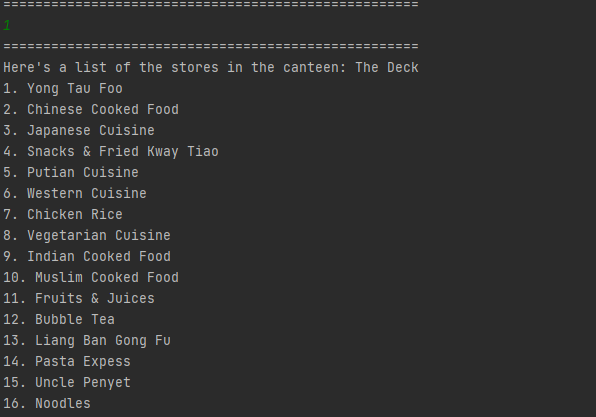 ====================================================
1
====================================================
Here's a list of the stores in the canteen: The Deck
1. Yong Tau Foo
2. Chinese Cooked Food
3. Japanese Cuisine
4. Snacks & Fried Kway Tiao
5. Putian Cuisine
6. Western Cuisine
7. Chicken Rice
8. Vegetarian Cuisine
9. Indian Cooked Food
10. Muslim Cooked Food
11. Fruits & Juices
12. Bubble Tea
13. Liang Ban Gong Fu
14. Pasta Expess
15. Uncle Penyet
16. Noodles